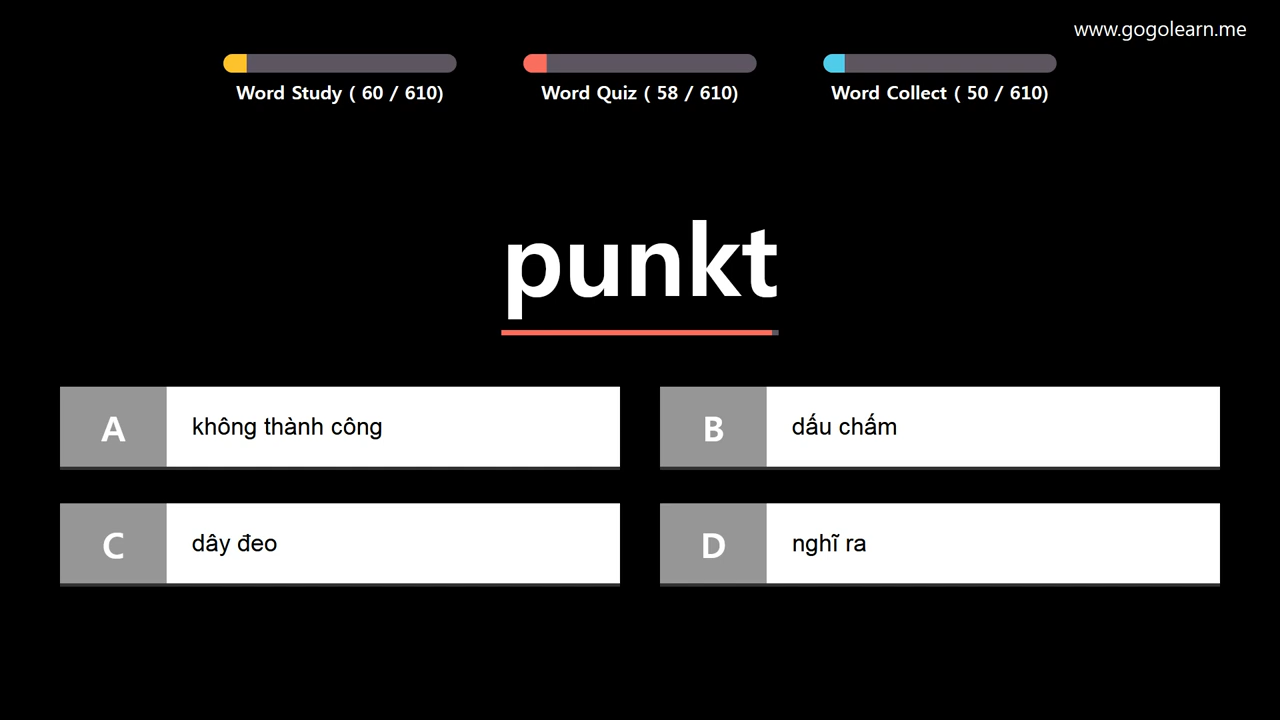 www.gogolearn.me
Word Study ( 60 / 610)
Word Quiz ( 58 / 610)
Word Collect ( 50 / 610)
punkt
A
không thành công
B
dấu chấm
C
dây đeo
D
nghĩ ra